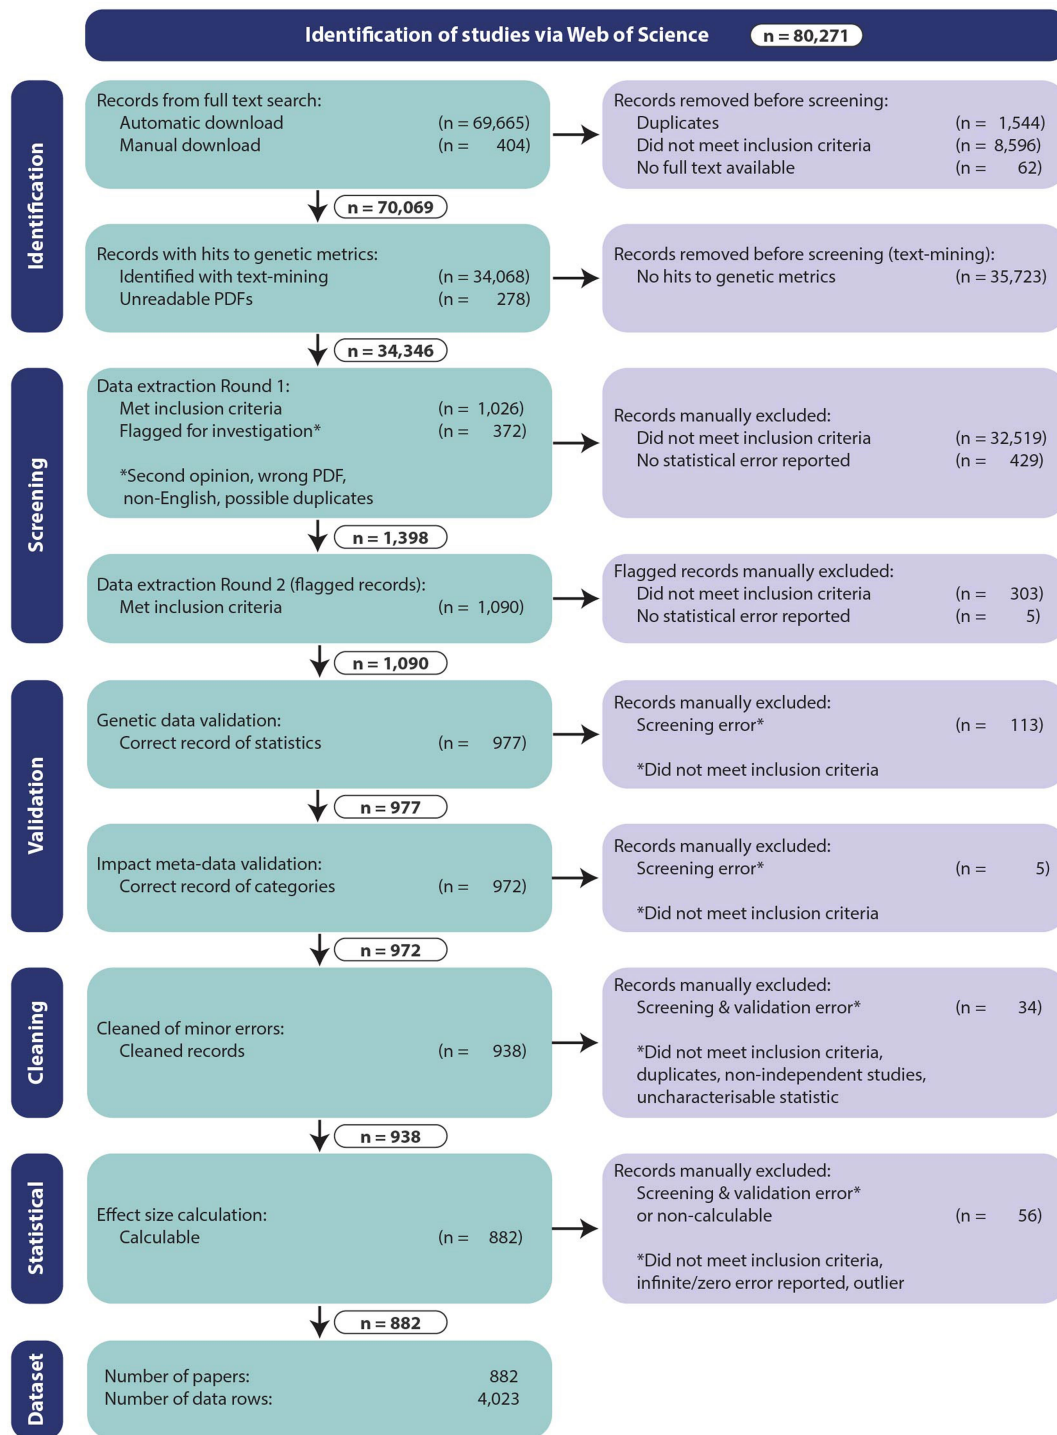 Identification of studies via Web of Science n = 80,271
Identification
Records from full text search:
Automatic download (n = 69,665)
Manual download (n = 404)
Records removed before screening:
Duplicates (n = 1,544)
Did not meet inclusion criteria (n = 8,596)
No full text available (n = 62)
n = 70,069
Records with hits to genetic metrics:
Identified with text-mining (n = 34,068)
Unreadable PDFs (n = 278)
Records removed before screening (text-mining):
No hits to genetic metrics (n = 35,723)
n = 34,346
Screening
Data extraction Round 1:
Met inclusion criteria (n = 1,026)
Flagged for investigation* (n = 372)
*Second opinion, wrong PDF,
non-English, possible duplicates
Records manually excluded:
Did not meet inclusion criteria (n = 32,519)
No statistical error reported (n = 429)
n = 1,398
Data extraction Round 2 (flagged records):
Met inclusion criteria (n = 1,090)
Flagged records manually excluded:
Did not meet inclusion criteria (n = 303)
No statistical error reported (n = 5)
n = 1,090
Validation
Genetic data validation:
Correct record of statistics (n = 977)
Records manually excluded:
Screening error* (n = 113)
*Did not meet inclusion criteria
n = 977
Impact meta-data validation:
Correct record of categories (n = 972)
Records manually excluded:
Screening error* (n = 5)
*Did not meet inclusion criteria
n = 972
Cleaning
Cleaned of minor errors:
Cleaned records (n = 938)
Records manually excluded:
Screening & validation error* (n = 34)
*Did not meet inclusion criteria,
duplicates, non-independent studies,
uncharacterisable statistic
n = 938
Statistical
Effect size calculation:
Calculable (n = 882)
Records manually excluded:
Screening & validation error*
or non-calculable (n = 56)
*Did not meet inclusion criteria,
infinite/zero error reported, outlier
n = 882
Dataset
Number of papers: 882
Number of data rows: 4,023